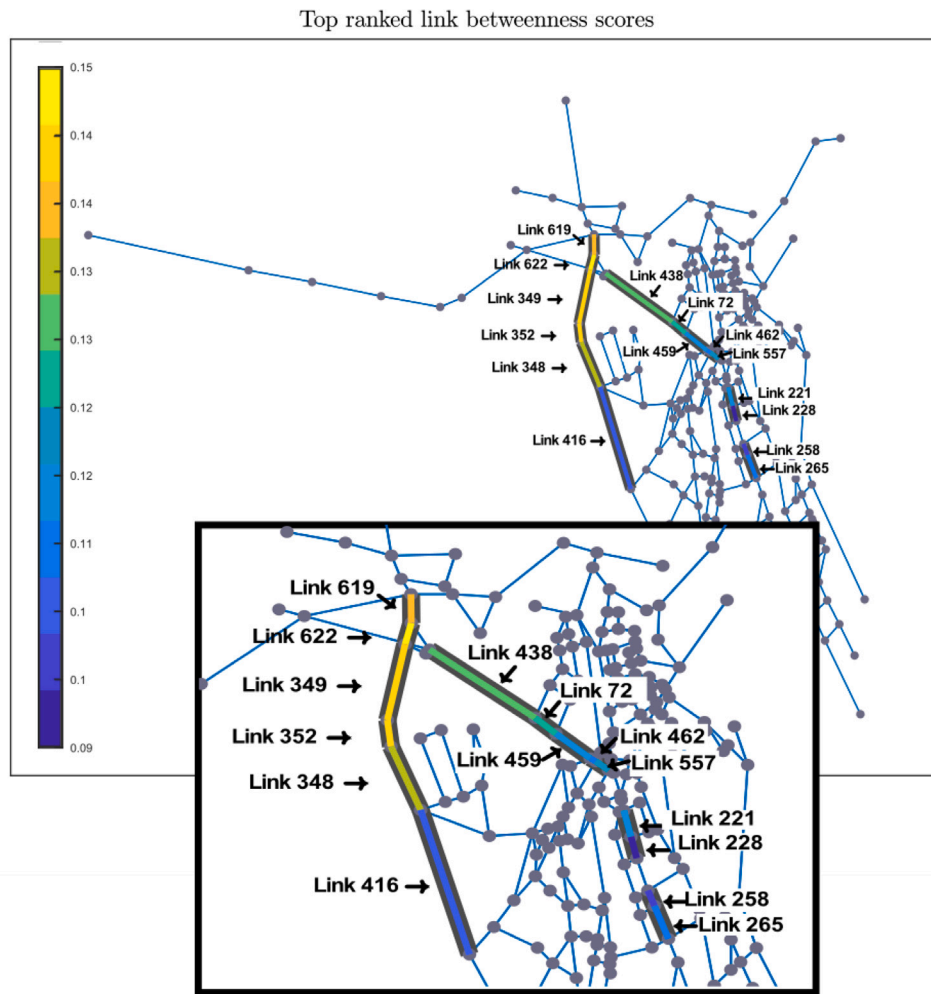 Top ranked link betweenness scores
0.15
0.14
0.14
0.13
0.13
0.12
0.12
0.11
0.1
0.1
0.09
Link 619
Link 622
Link 438
Link 349
Link 72
Link 352
Link 462
Link 459
Link 557
Link 348
Link 221
Link 228
Link 416
Link 258
Link 265
Link 619
Link 622
Link 438
Link 349
Link 72
Link 352
Link 462
Link 459
Link 557
Link 348
Link 221
Link 228
Link 416
Link 258
Link 265